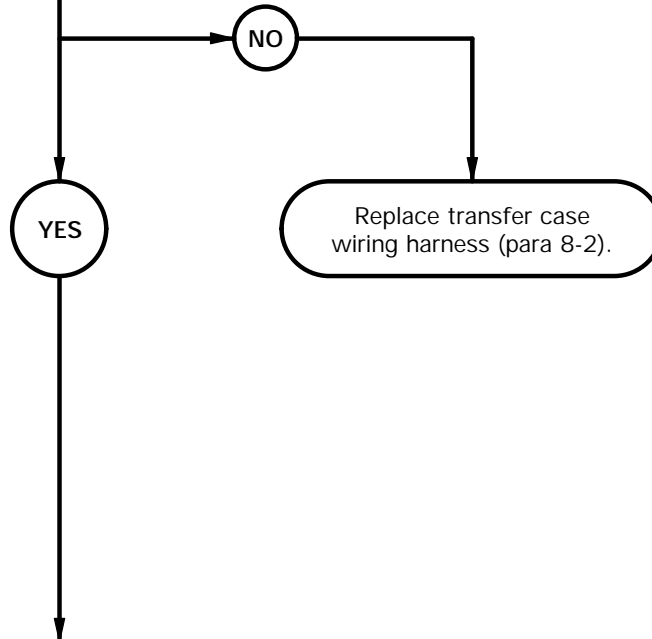 NO
YES
Replace transfer case
wiring harness (para 8-2).